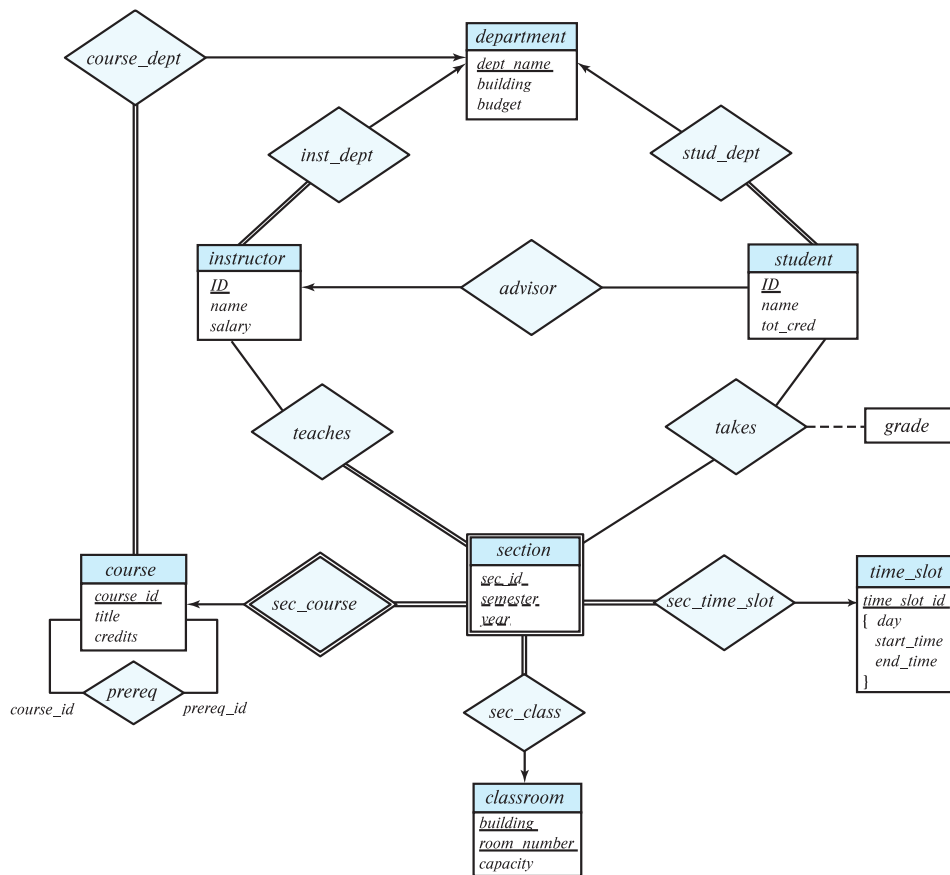 department
dept_name
building
budget
course_dept
inst_dept
stud_dept
instructor
ID
name
salary
advisor
student
ID
name
tot_cred
teaches
takes
grade
section
sec_id
semester
year
course
course_id
title
credits
sec_course
sec_time_slot
time_slot
time_slot_id
{ day
start_time
end_time
}
prereq
course_id
prereq_id
sec_class
classroom
building
room_number
capacity